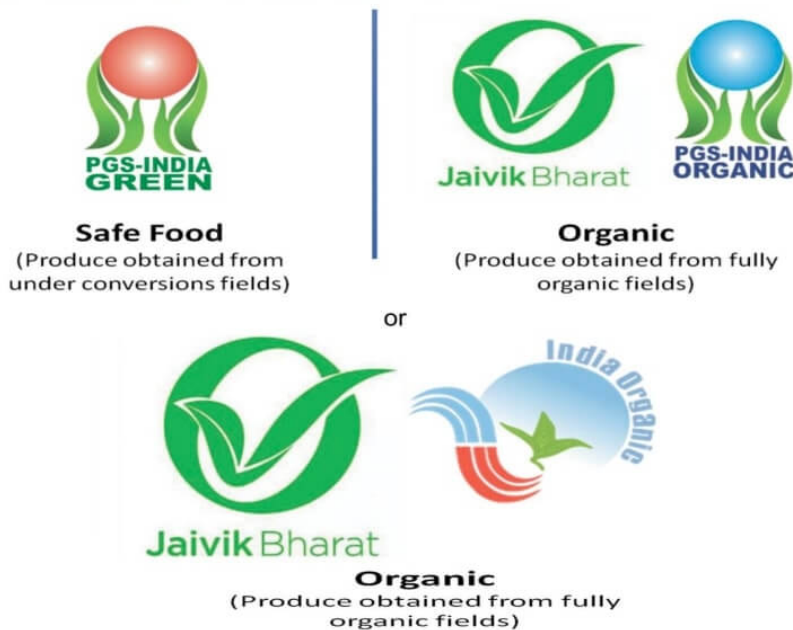 PGS-INDIA
GREEN
Safe Food
(Produce obtained from
under conversions fields)
Jaivik Bharat
PGS-INDIA
ORGANIC
Organic
(Produce obtained from fully
organic fields)
or
Jaivik Bharat
India Organic
Organic
(Produce obtained from fully
organic fields)